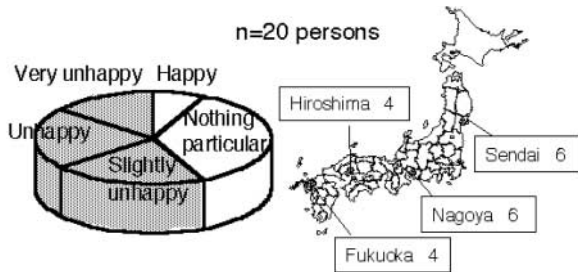 n=20 persons
Very unhappy
Happy
Unhappy
Nothing
particular
Slightly
unhappy
Hiroshima 4
Sendai 6
Nagoya 6
Fukuoka 4